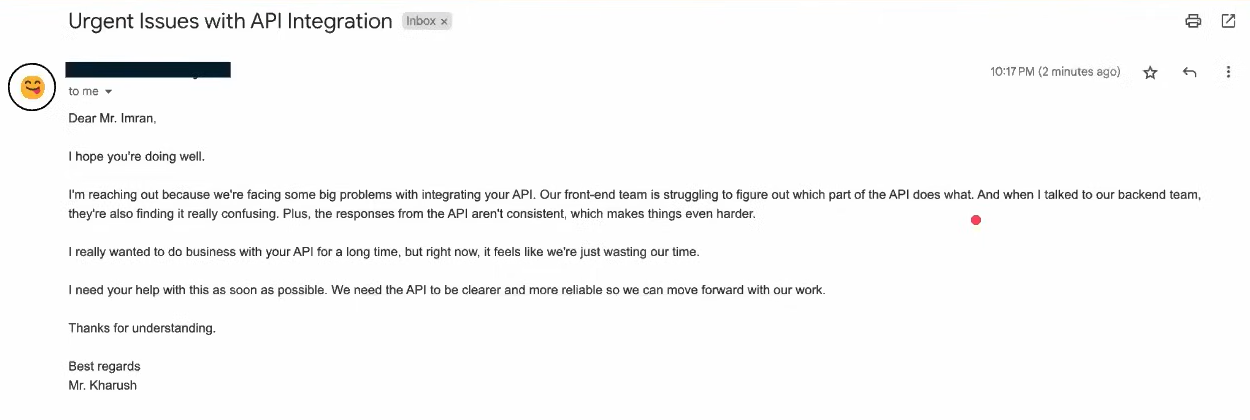 Urgent Issues with API Integration Inbox ×
10:17 PM (2 minutes ago)
to me
Dear Mr. Imran,
I hope you're doing well.
I'm reaching out because we're facing some big problems with integrating your API. Our front-end team is struggling to figure out which part of the API does what. And when I talked to our backend team,
they're also finding it really confusing. Plus, the responses from the API aren't consistent, which makes things even harder.
I really wanted to do business with your API for a long time, but right now, it feels like we're just wasting our time.
I need your help with this as soon as possible. We need the API to be clearer and more reliable so we can move forward with our work.
Thanks for understanding.
Best regards
Mr. Kharush